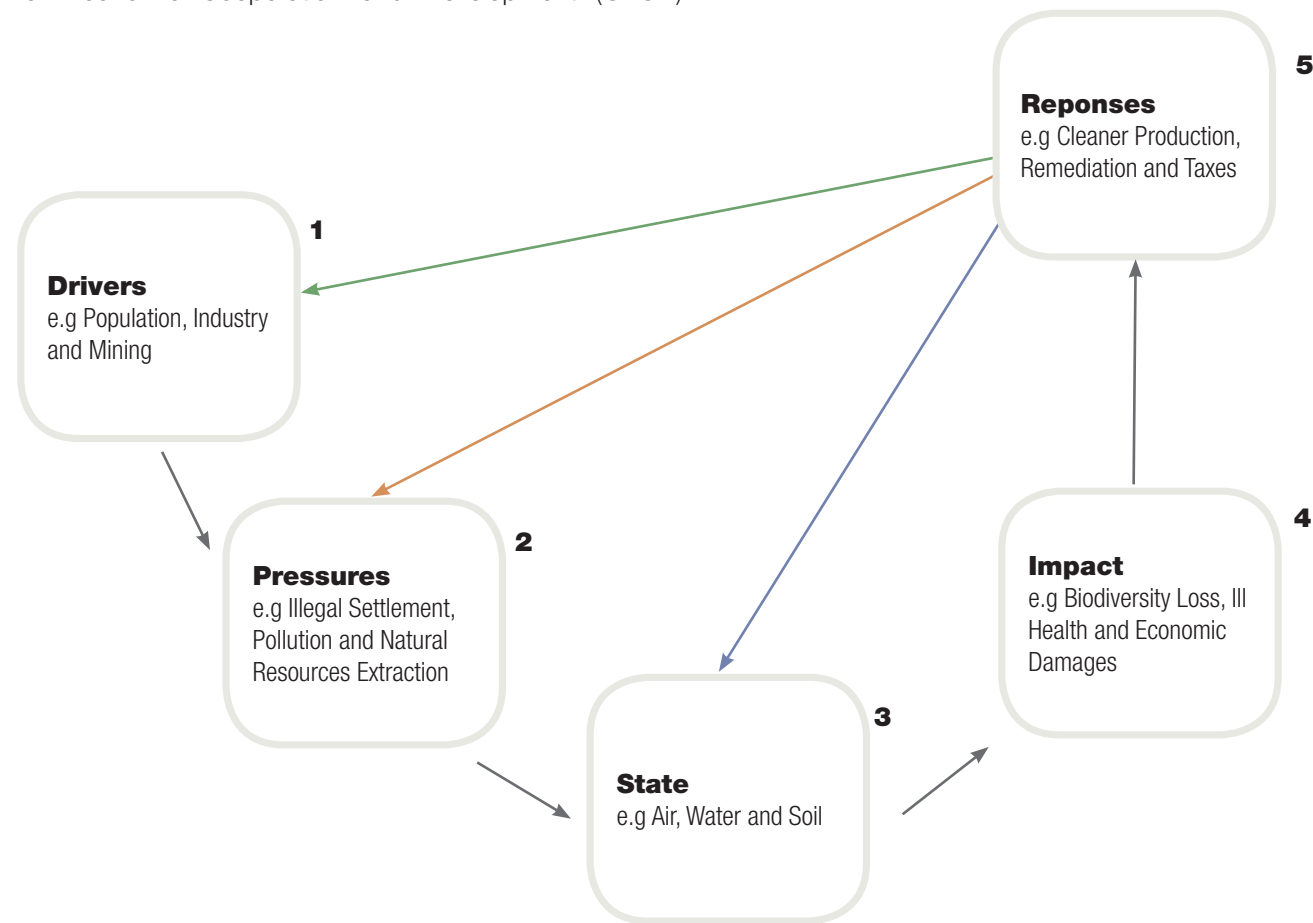 5
Reponses
e.g Cleaner Production,
Remediation and Taxes
1
Drivers
e.g Population, Industry
and Mining
2
Pressures
e.g Illegal Settlement,
Pollution and Natural
Resources Extraction
4
Impact
e.g Biodiversity Loss, Ill
Health and Economic
Damages
3
State
e.g Air, Water and Soil